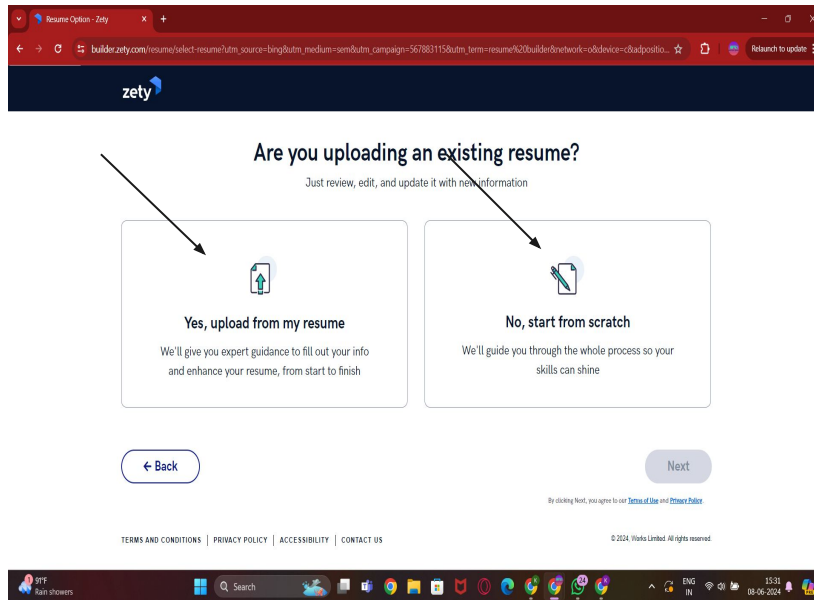 Resume Option - Zety
builder.zety.com/resume/select-resume?utm_source=bing&utm_medium=sem&utm_campaign=567883115&utm_term=resume%20builder&network=o&device=c&adpositio...
Relaunch to update
zety
Are you uploading an existing resume?
Just review, edit, and update it with new information
Yes, upload from my resume
We'll give you expert guidance to fill out your info
and enhance your resume, from start to finish
No, start from scratch
We'll guide you through the whole process so your
skills can shine
← Back
Next
By clicking Next, you agree to our Terms of Use and Privacy Policy.
TERMS AND CONDITIONS | PRIVACY POLICY | ACCESSIBILITY | CONTACT US
© 2024, Works Limited. All rights reserved.
1
91°F
Rain showers
Search
24
ENG
IN
15:31
08-06-2024